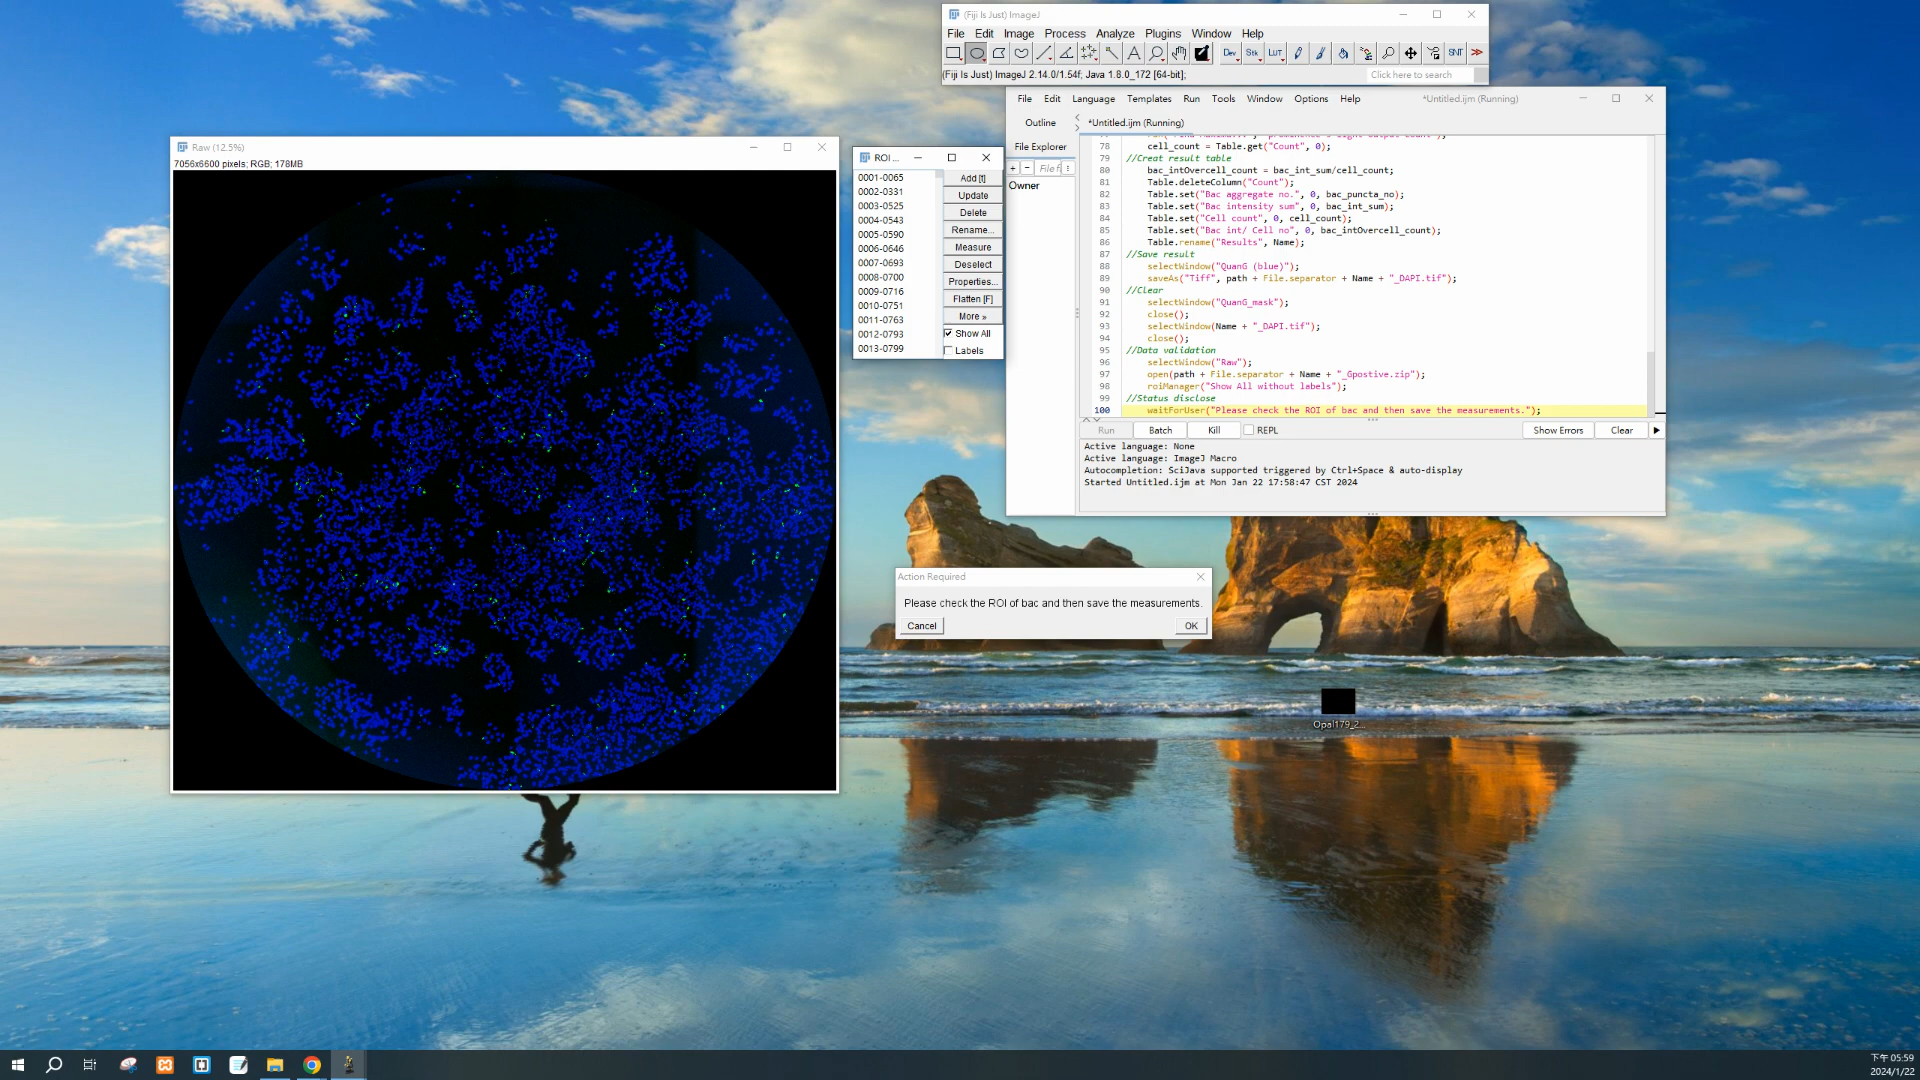 (Fiji Is Just) ImageJ
File Edit Image Process Analyze Plugins Window Help
Dev Stk LUT SNT
(Fiji Is Just) ImageJ 2.14.0/1.54f; Java 1.8.0_172 [64-bit];
Click here to search
File Edit Language Templates Run Tools Window Options Help
*Untitled.ijm (Running)
Outline
*Untitled.ijm (Running)
File Explorer
+ - File f
Owner
78 cell_count = Table.get("Count", 0);
79 //Creat result table
80 bac_intOvercell_count = bac_int_sum/cell_count;
81 Table.deleteColumn("Count");
82 Table.set("Bac aggregate no.", 0, bac_puncta_no);
83 Table.set("Bac intensity sum", 0, bac_int_sum);
84 Table.set("Cell count", 0, cell_count);
85 Table.set("Bac int/ Cell no", 0, bac_intOvercell_count);
86 Table.rename("Results", Name);
87 //Save result
88 selectWindow("QuanG (blue)");
89 saveAs("Tiff", path + File.separator + Name + "_DAPI.tif");
90 //Clear
91 selectWindow("QuanG_mask");
92 close();
93 selectWindow(Name + "_DAPI.tif");
94 close();
95 //Data validation
96 selectWindow("Raw");
97 open(path + File.separator + Name + "_Gpostive.zip");
98 roiManager("Show All without labels");
99 //Status disclose
100 waitForUser("Please check the ROI of bac and then save the measurements.");
Run Batch Kill REPL Show Errors Clear
Active language: None
Active language: ImageJ Macro
Autocompletion: SciJava supported triggered by Ctrl+Space & auto-display
Started Untitled.ijm at Mon Jan 22 17:58:47 CST 2024
Raw (12.5%)
7056x6600 pixels; RGB; 178MB
ROI ...
0001-0065
0002-0331
0003-0525
0004-0543
0005-0590
0006-0646
0007-0693
0008-0700
0009-0716
0010-0751
0011-0763
0012-0793
0013-0799
Add [t]
Update
Delete
Rename...
Measure
Deselect
Properties...
Flatten [F]
More »
Show All
Labels
Action Required
Please check the ROI of bac and then save the measurements.
Cancel OK
Opal179_2...
下午 05:59
2024/1/22